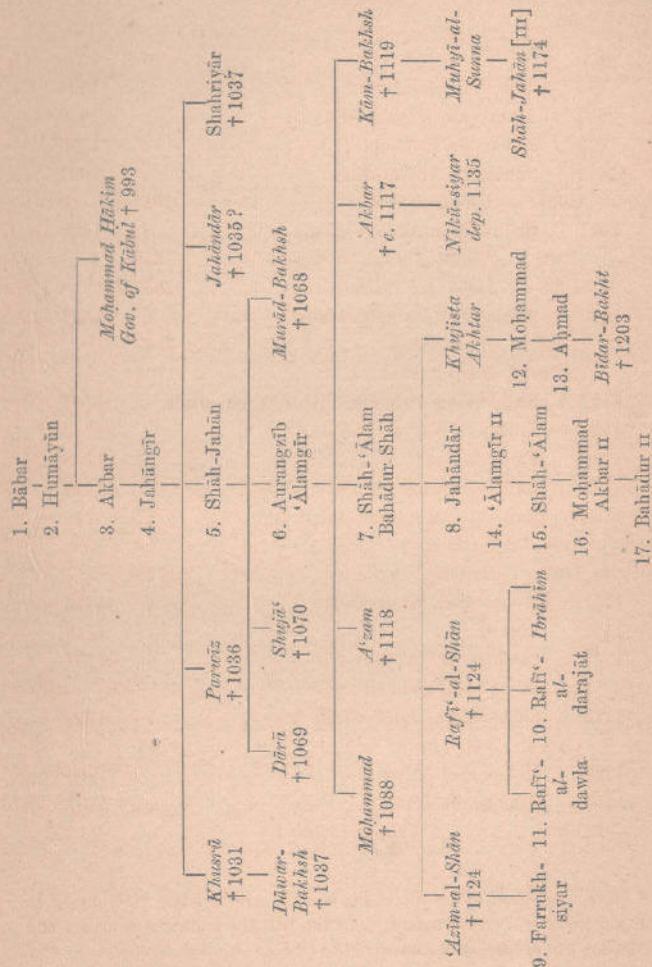 1. Bābar
2. Humāyūn
3. Akbar
Moḥammad Ḥākim
Gov. of Kābul † 993
4. Jahāngīr
Khusrū
† 1031
Parwīz
† 1036
5. Shāh-Jahān
Jahāndār
† 1035?
Shahriyār
† 1037
Dāwar-
Bakhsh
† 1037
Dārā
† 1069
Shujā‘
† 1070
6. Aurangzīb
‘Ālamgīr
Murād-Bakhsh
† 1068
Moḥammad
† 1088
A‘ẓam
† 1118
7. Shāh-‘Ālam
Bahādur Shāh
Akbar
† c. 1117
Kām-Bakhsh
† 1119
‘Aẓīm-al-Shān
† 1124
Rafī‘-al-Shān
† 1124
8. Jahāndār
Khujista
Akhtar
Nīkū-siyar
dep. 1135
Muḥyī-al-
Sunna
9. Farrukh-
siyar
11. Rafī‘-
al-
dawla
10. Rafī‘-
al-
darajāt
Ibrāhīm
14. ‘Ālamgīr II
12. Moḥammad
Shāh-Jahān [III]
† 1174
15. Shāh-‘Ālam
13. Aḥmad
16. Moḥammad
Akbar II
Bīdar-Bakht
† 1203
17. Bahādur II